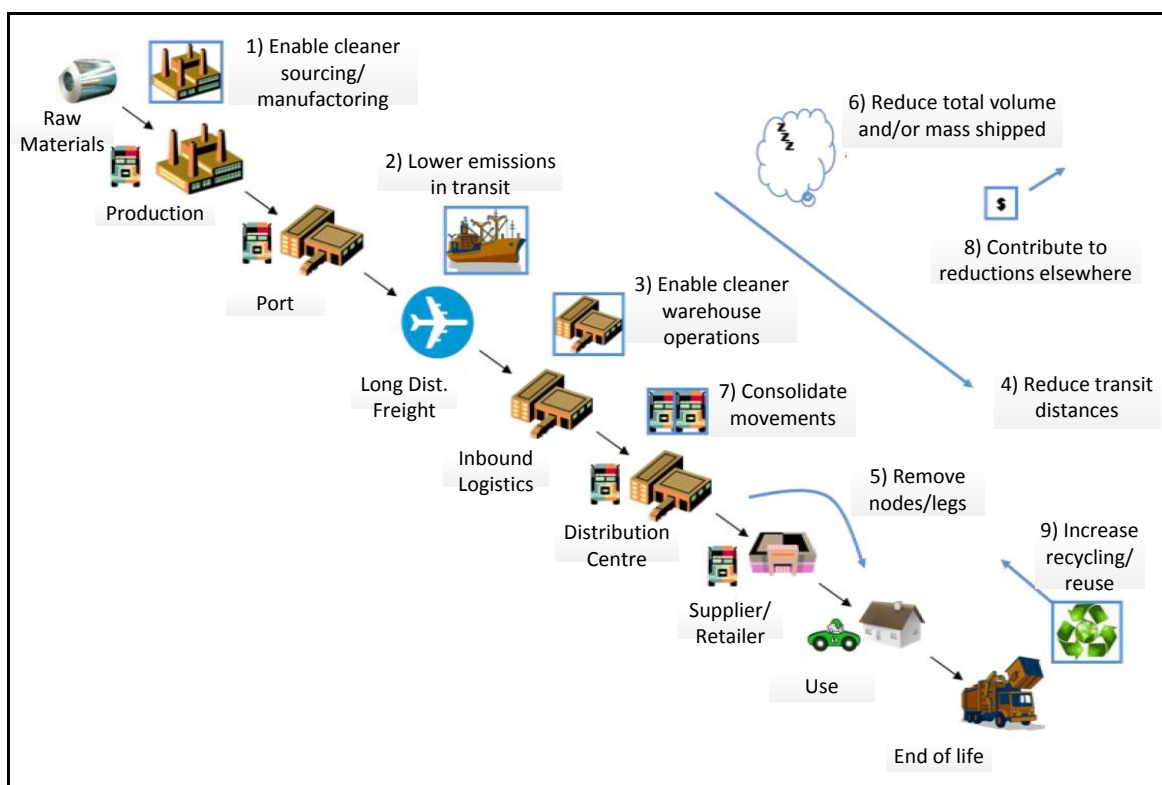 1) Enable cleaner
sourcing/
manufactoring
Raw
Materials
Production
2) Lower emissions
in transit
Port
3) Enable cleaner
warehouse
operations
Long Dist.
Freight
6) Reduce total volume
and/or mass shipped
z
z
z
$
8) Contribute to
reductions elsewhere
4) Reduce transit
distances
7) Consolidate
movements
Inbound
Logistics
5) Remove
nodes/legs
Distribution
Centre
9) Increase
recycling/
reuse
Supplier/
Retailer
Use
End of life